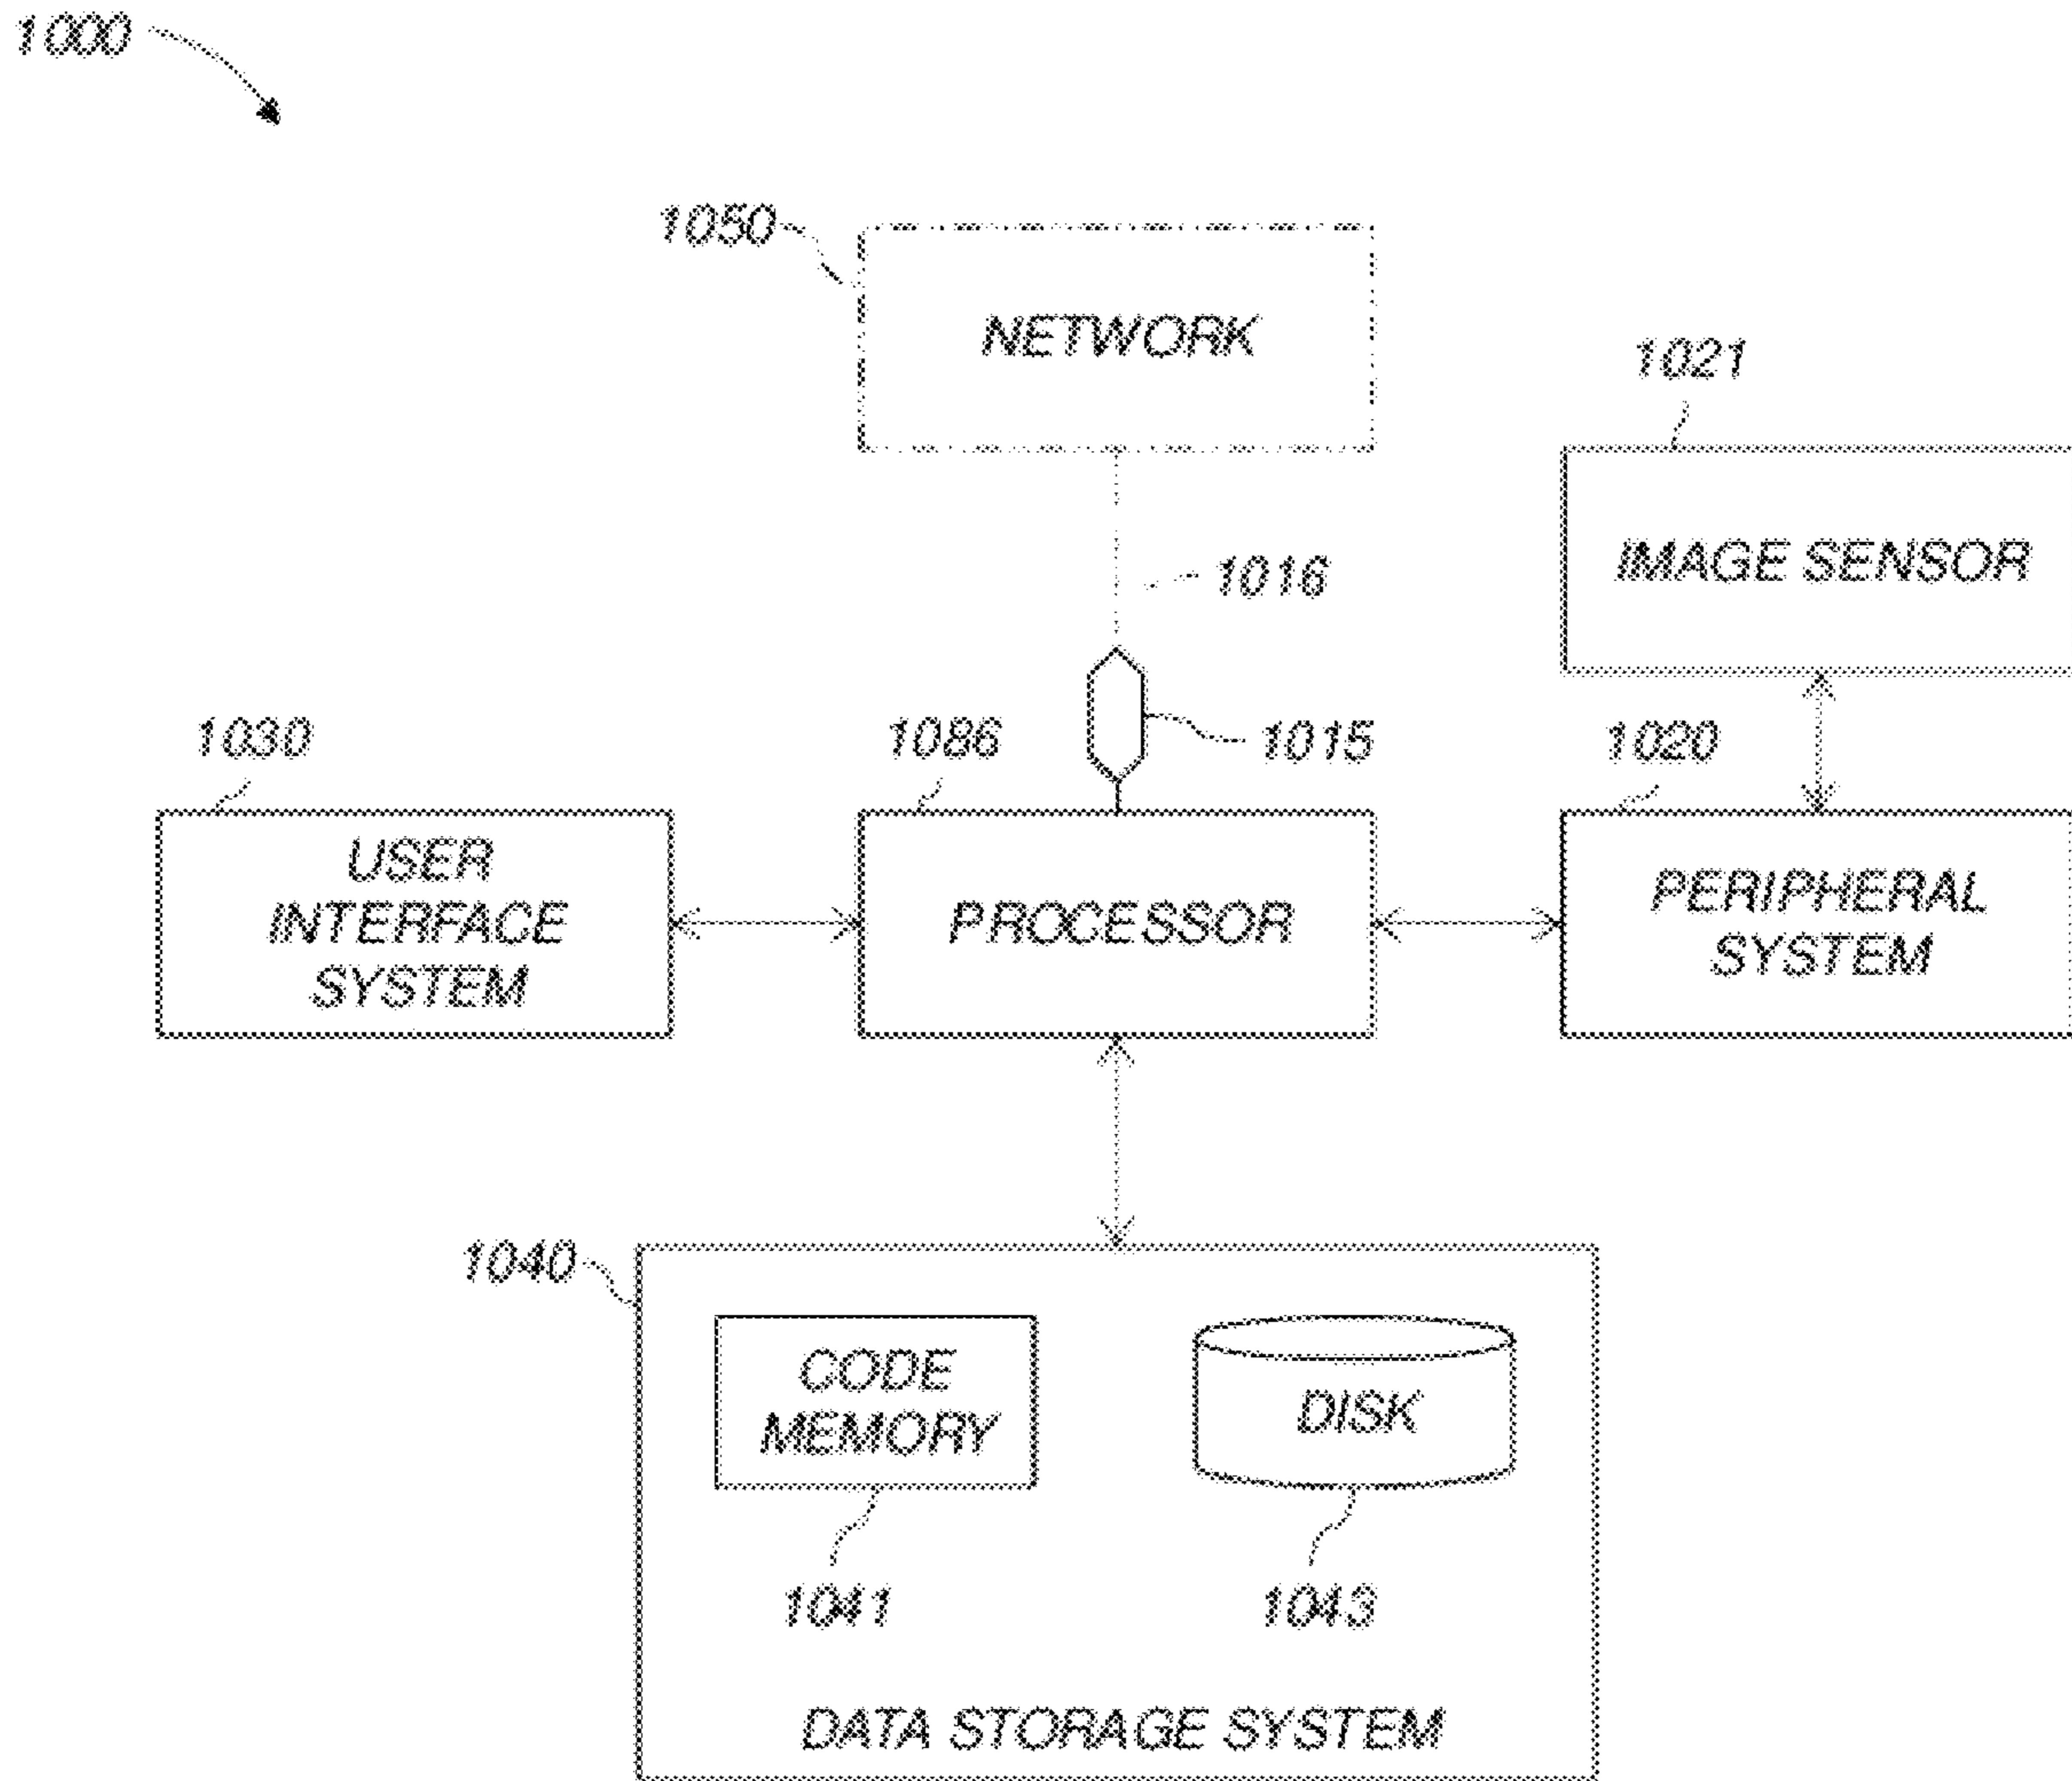 1000
1050
NETWORK
1021
IMAGE SENSOR
1016
1030
1086
1015
1020
USER
INTERFACE
SYSTEM
PROCESSOR
PERIPHERAL
SYSTEM
1040
CODE
MEMORY
DISK
1041
1043
DATA STORAGE SYSTEM